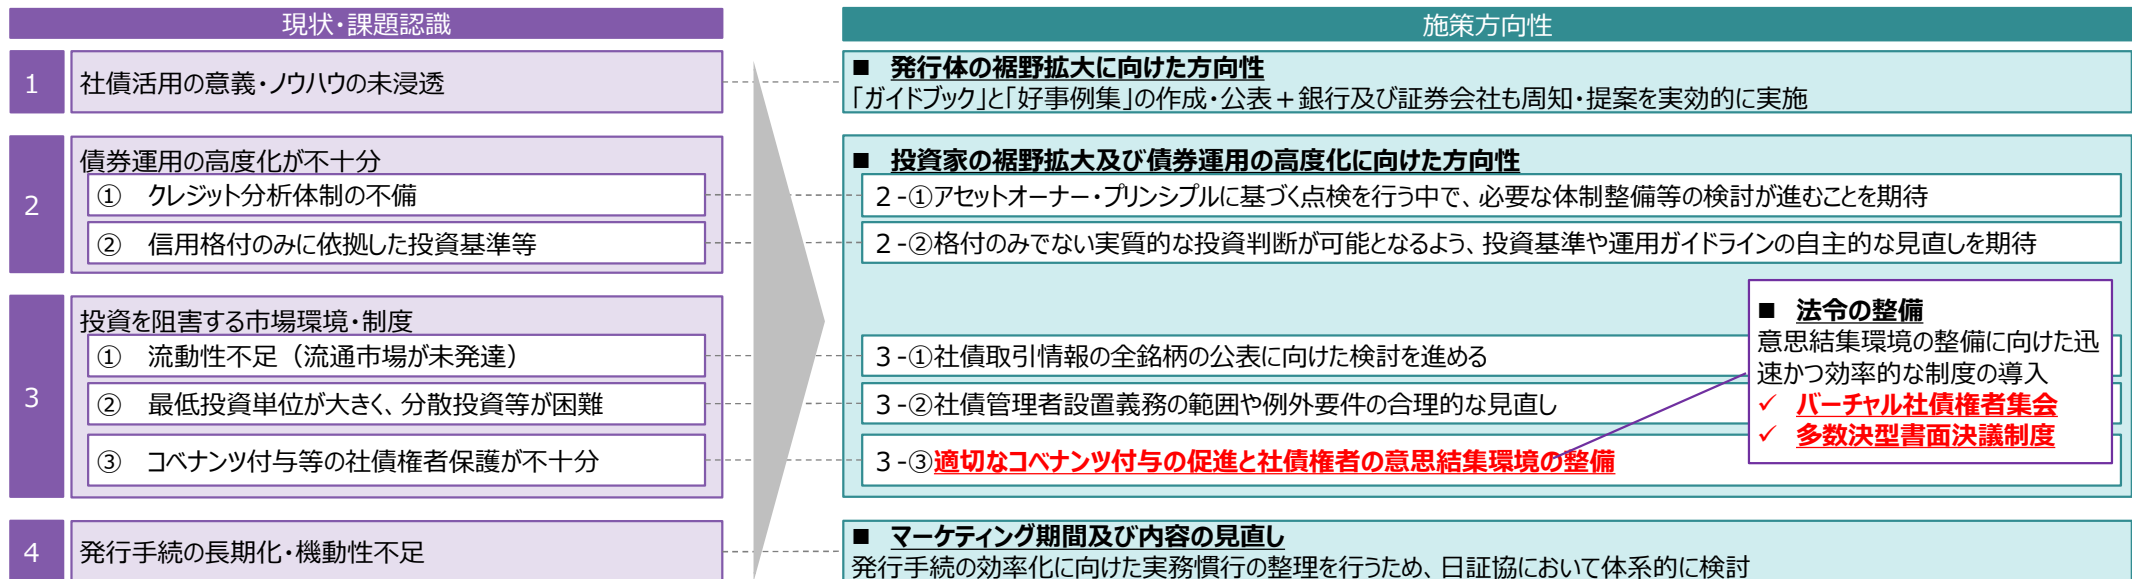 現状・課題認識
施策方向性
1
社債活用の意義・ノウハウの未浸透
■ 発行体の裾野拡大に向けた方向性
「ガイドブック」と「好事例集」の作成・公表+銀行及び証券会社も周知・提案を実効的に実施
2
債券運用の高度化が不十分
① クレジット分析体制の不備
② 信用格付のみに依拠した投資基準等
■ 投資家の裾野拡大及び債券運用の高度化に向けた方向性
2-①アセットオーナー・プリンシプルに基づく点検を行う中で、必要な体制整備等の検討が進むことを期待
2-②格付のみでない実質的な投資判断が可能となるよう、投資基準や運用ガイドラインの自主的な見直しを期待
3
投資を阻害する市場環境・制度
① 流動性不足(流通市場が未発達)
② 最低投資単位が大きく、分散投資等が困難
③ コベナンツ付与等の社債権者保護が不十分
3-①社債取引情報の全銘柄の公表に向けた検討を進める
3-②社債管理者設置義務の範囲や例外要件の合理的な見直し
3-③適切なコベナンツ付与の促進と社債権者の意思結集環境の整備
■ 法令の整備
意思結集環境の整備に向けた迅
速かつ効率的な制度の導入
✓ バーチャル社債権者集会
✓ 多数決型書面決議制度
4
発行手続の長期化・機動性不足
■ マーケティング期間及び内容の見直し
発行手続の効率化に向けた実務慣行の整理を行うため、日証協において体系的に検討